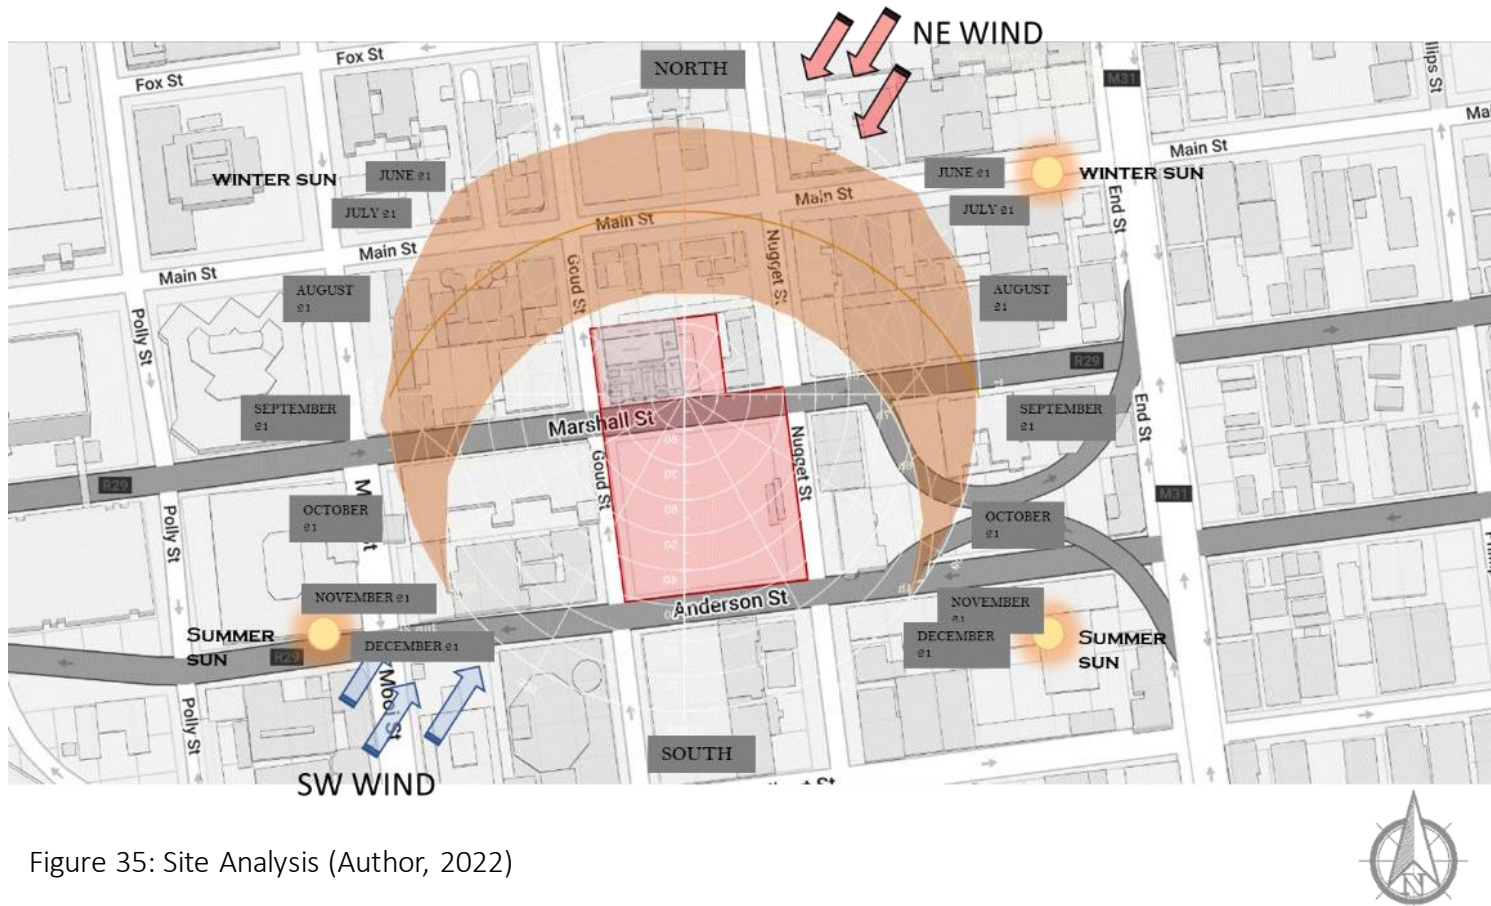 NE WIND
NORTH
Fox St
Fox St
M31
llips St
Main St
WINTER SUN
JUNE 21
JUNE 21
WINTER SUN
JULY 21
JULY 21
Main St
Main St
End St
Main St
Main St
Goud St
Nugget St
AUGUST
21
AUGUST
21
Polly St
R29
SEPTEMBER
21
SEPTEMBER
21
Marshall St
End St
Nugget St
Goud St
R29
M31
OCTOBER
21
OCTOBER
21
Polly St
NOVEMBER 21
NOVEMBER
21
Anderson St
SUMMER
SUN
R29
DECEMBER 21
DECEMBER
21
SUMMER
SUN
Mooi St
Polly St
SOUTH
SW WIND
Figure 35: Site Analysis (Author, 2022)
N